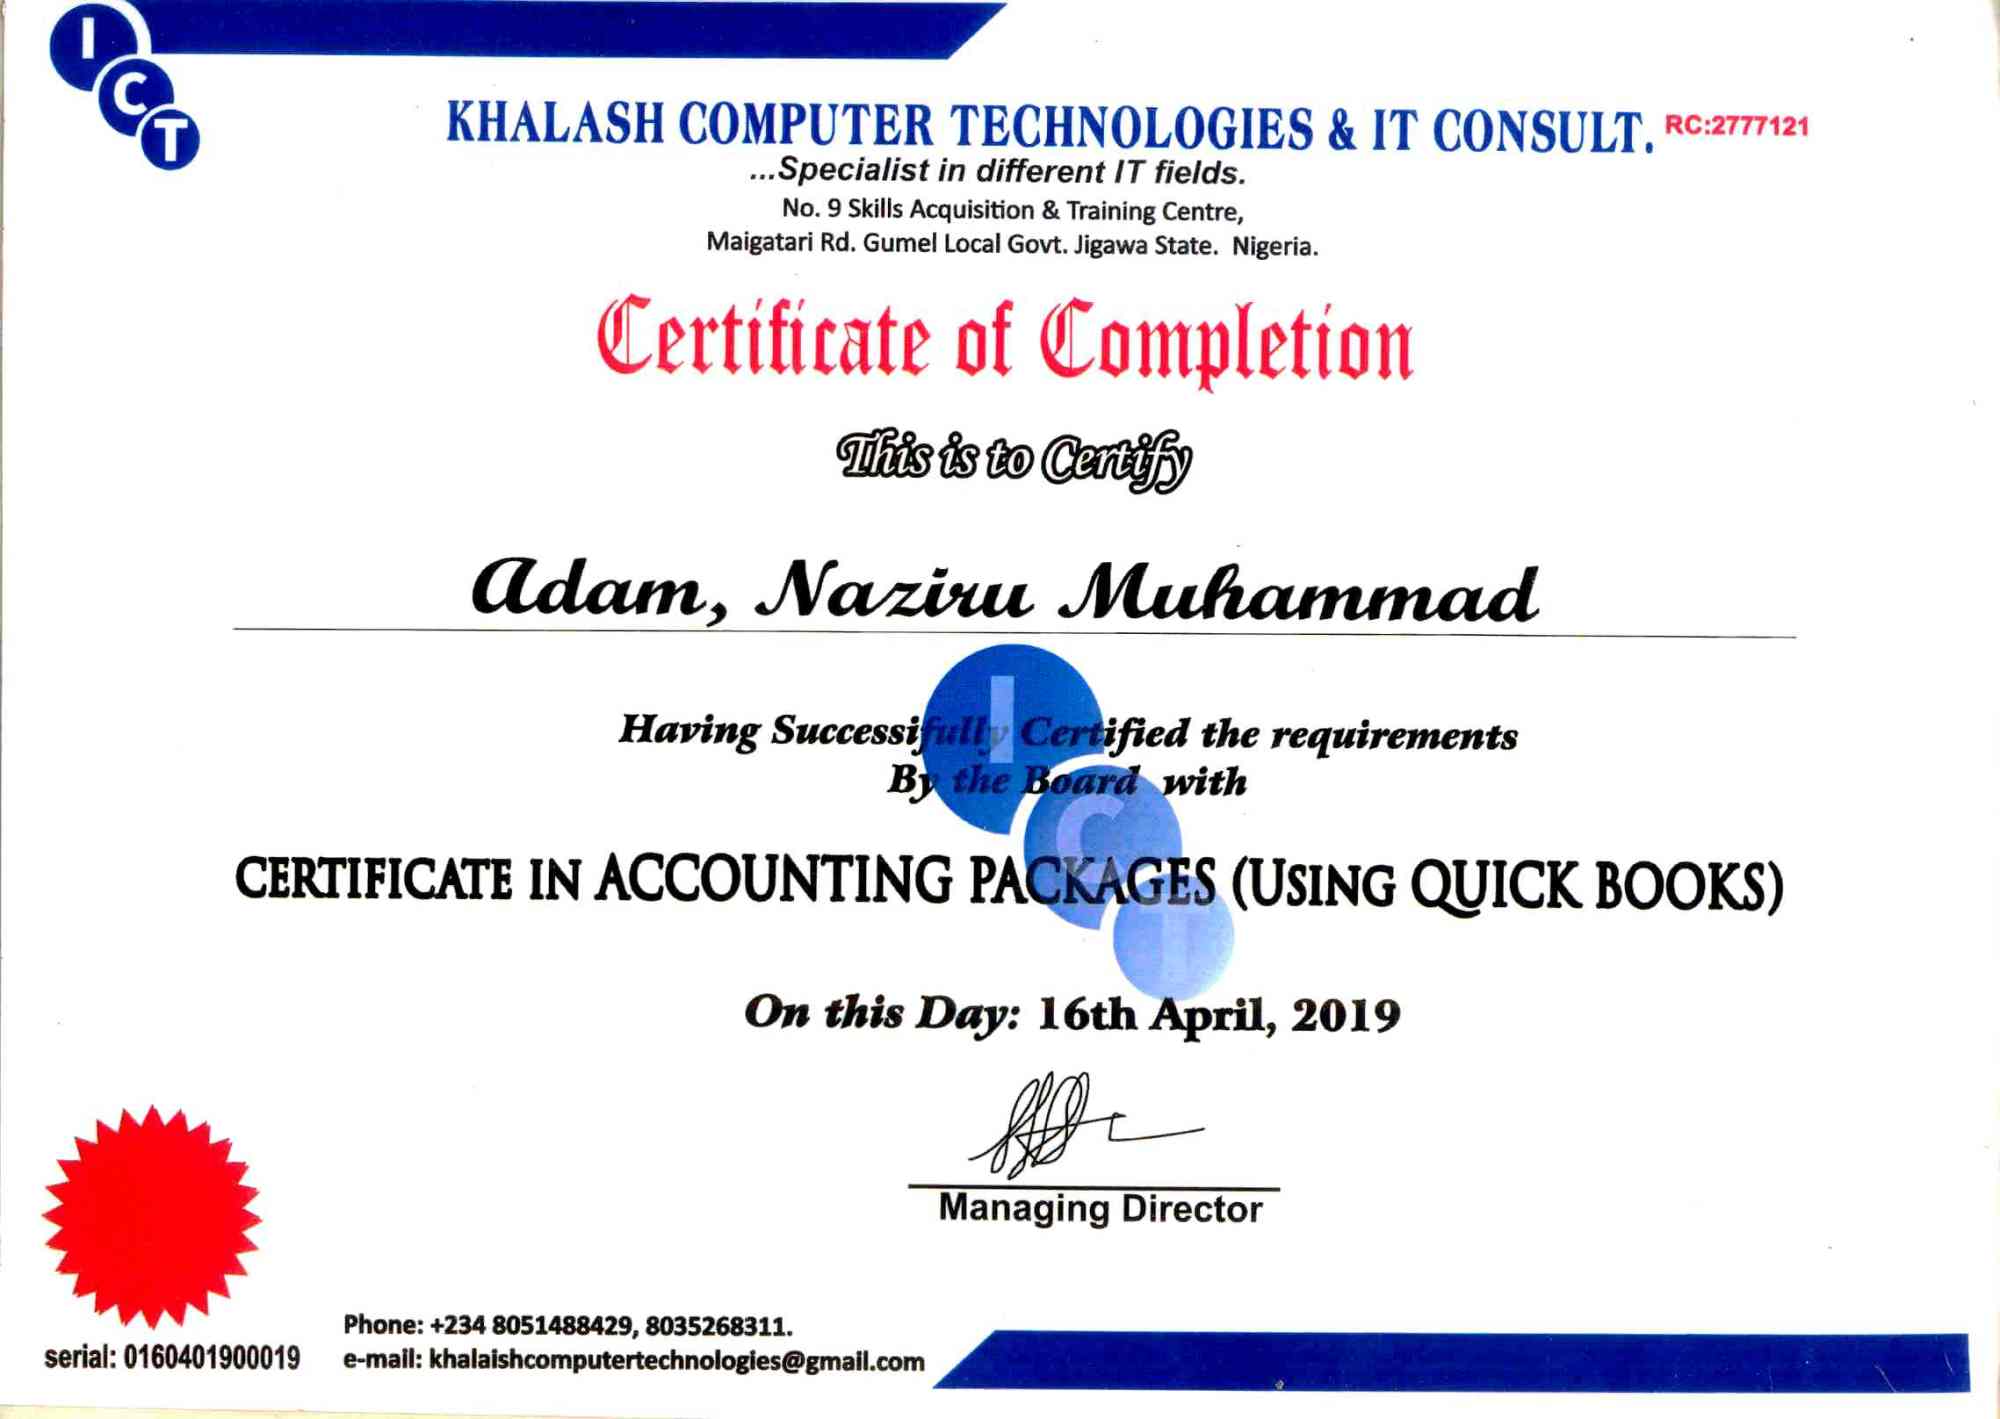 I
C
T
KHALASH COMPUTER TECHNOLOGIES & IT CONSULT. RC:2777121
...Specialist in different IT fields.
No. 9 Skills Acquisition & Training Centre,
Maigatari Rd. Gumel Local Govt. Jigawa State. Nigeria.
Certificate of Completion
This is to Certify
Adam, Naziru Muhammad
I
Having Successifully Certified the requirements
By the Board with
C
CERTIFICATE IN ACCOUNTING PACKAGES (USING QUICK BOOKS)
T
On this Day: 16th April, 2019
Managing Director
Phone: +234 8051488429, 8035268311.
serial: 0160401900019
e-mail: khalaishcomputertechnologies@gmail.com